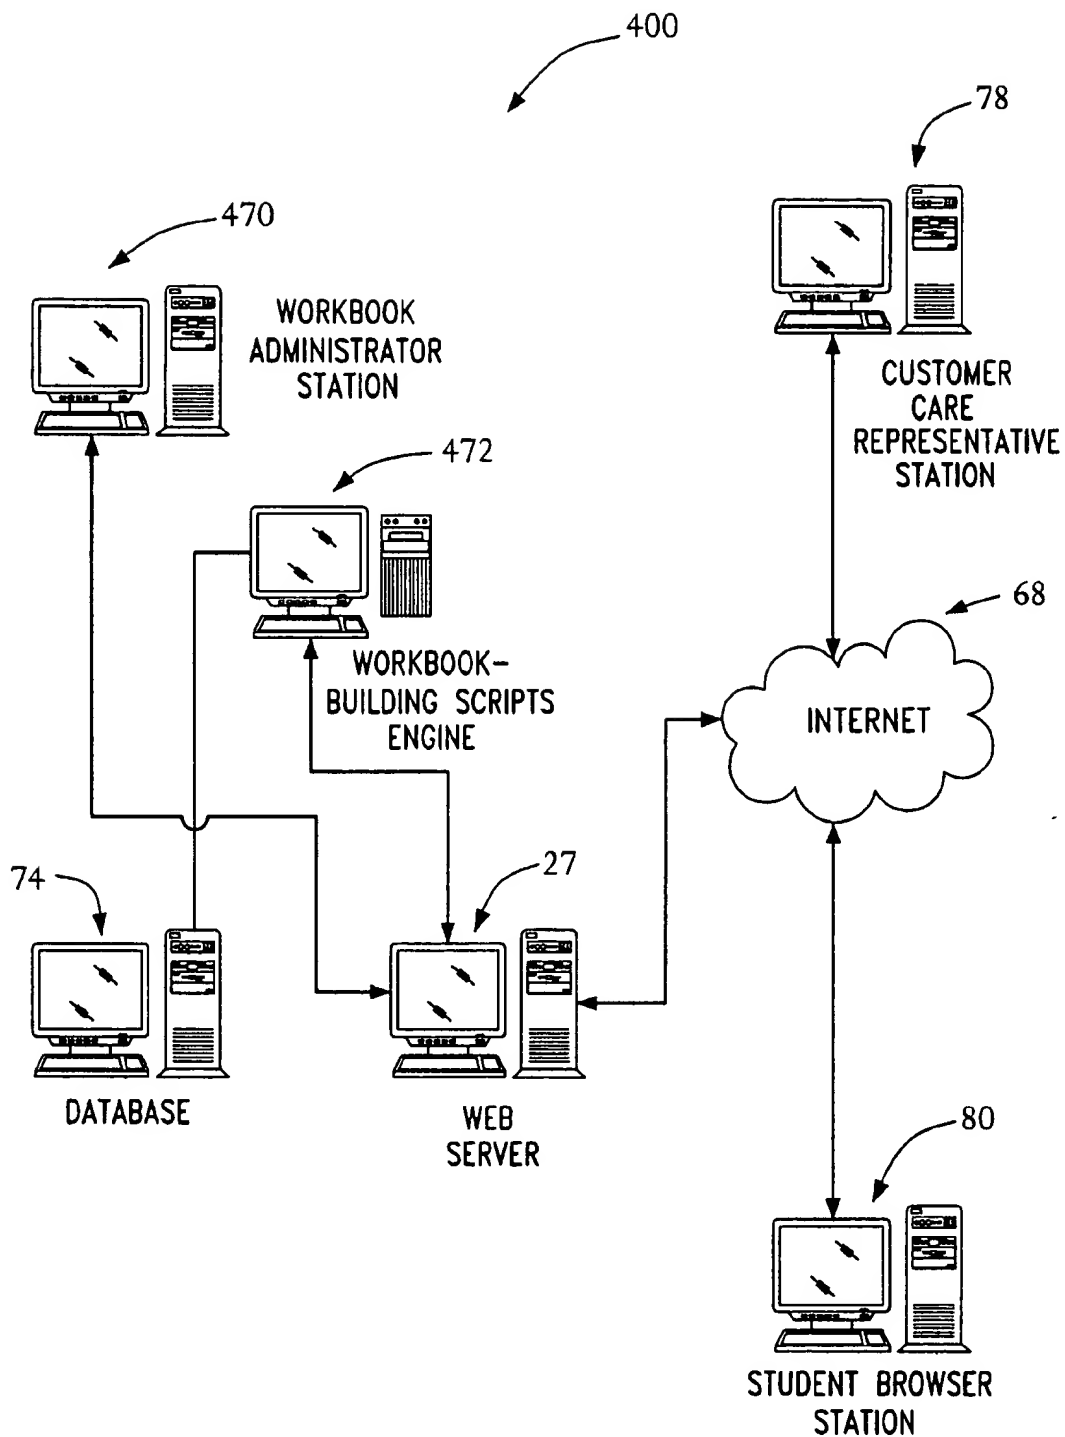 400
78
470
WORKBOOK
ADMINISTRATOR
STATION
CUSTOMER
CARE
REPRESENTATIVE
STATION
472
68
WORKBOOK-
BUILDING SCRIPTS
ENGINE
INTERNET
74
27
DATABASE
WEB
SERVER
80
STUDENT BROWSER
STATION